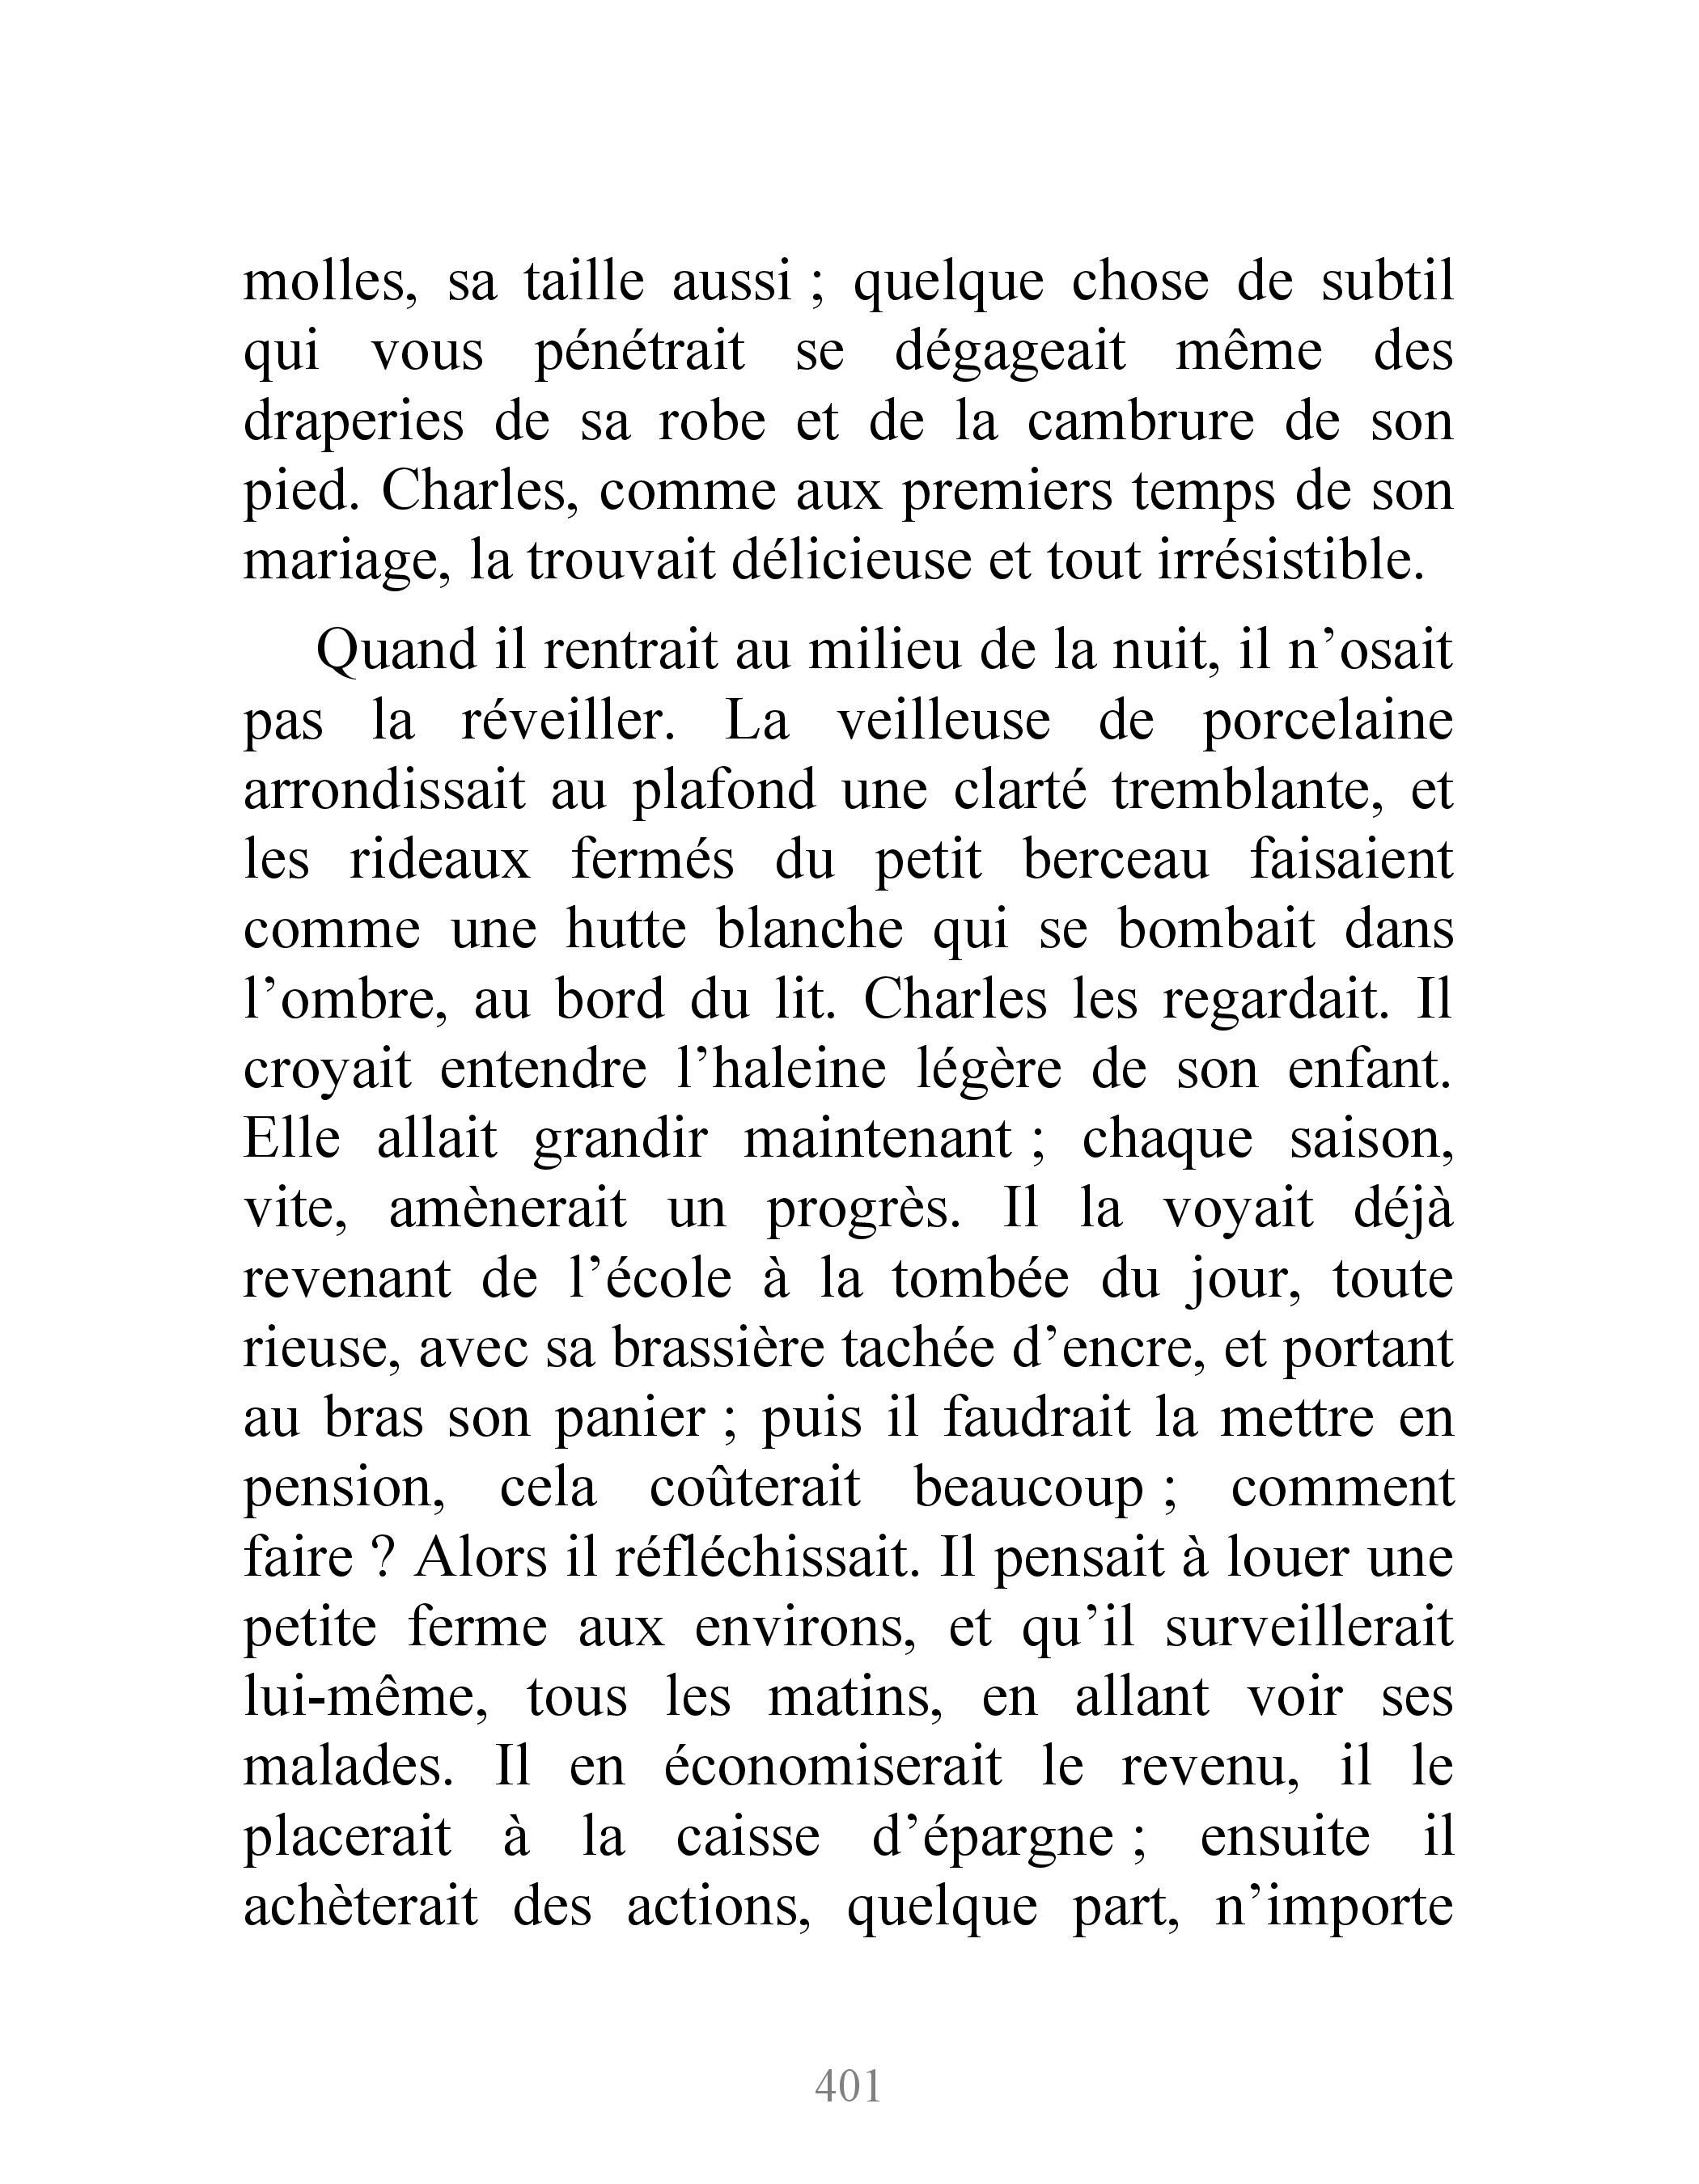 molles, sa taille aussi ; quelque chose de subtil
qui vous pénétrait se dégageait même des
draperies de sa robe et de la cambrure de son
pied. Charles, comme aux premiers temps de son
mariage, la trouvait délicieuse et tout irrésistible.
Quand il rentrait au milieu de la nuit, il n’osait
pas la réveiller. La veilleuse de porcelaine
arrondissait au plafond une clarté tremblante, et
les rideaux fermés du petit berceau faisaient
comme une hutte blanche qui se bombait dans
l’ombre, au bord du lit. Charles les regardait. Il
croyait entendre l’haleine légère de son enfant.
Elle allait grandir maintenant ; chaque saison,
vite, amènerait un progrès. Il la voyait déjà
revenant de l’école à la tombée du jour, toute
rieuse, avec sa brassière tachée d’encre, et portant
au bras son panier ; puis il faudrait la mettre en
pension, cela coûterait beaucoup ; comment
faire ? Alors il réfléchissait. Il pensait à louer une
petite ferme aux environs, et qu’il surveillerait
lui-même, tous les matins, en allant voir ses
malades. Il en économiserait le revenu, il le
placerait à la caisse d’épargne ; ensuite il
achèterait des actions, quelque part, n’importe
401